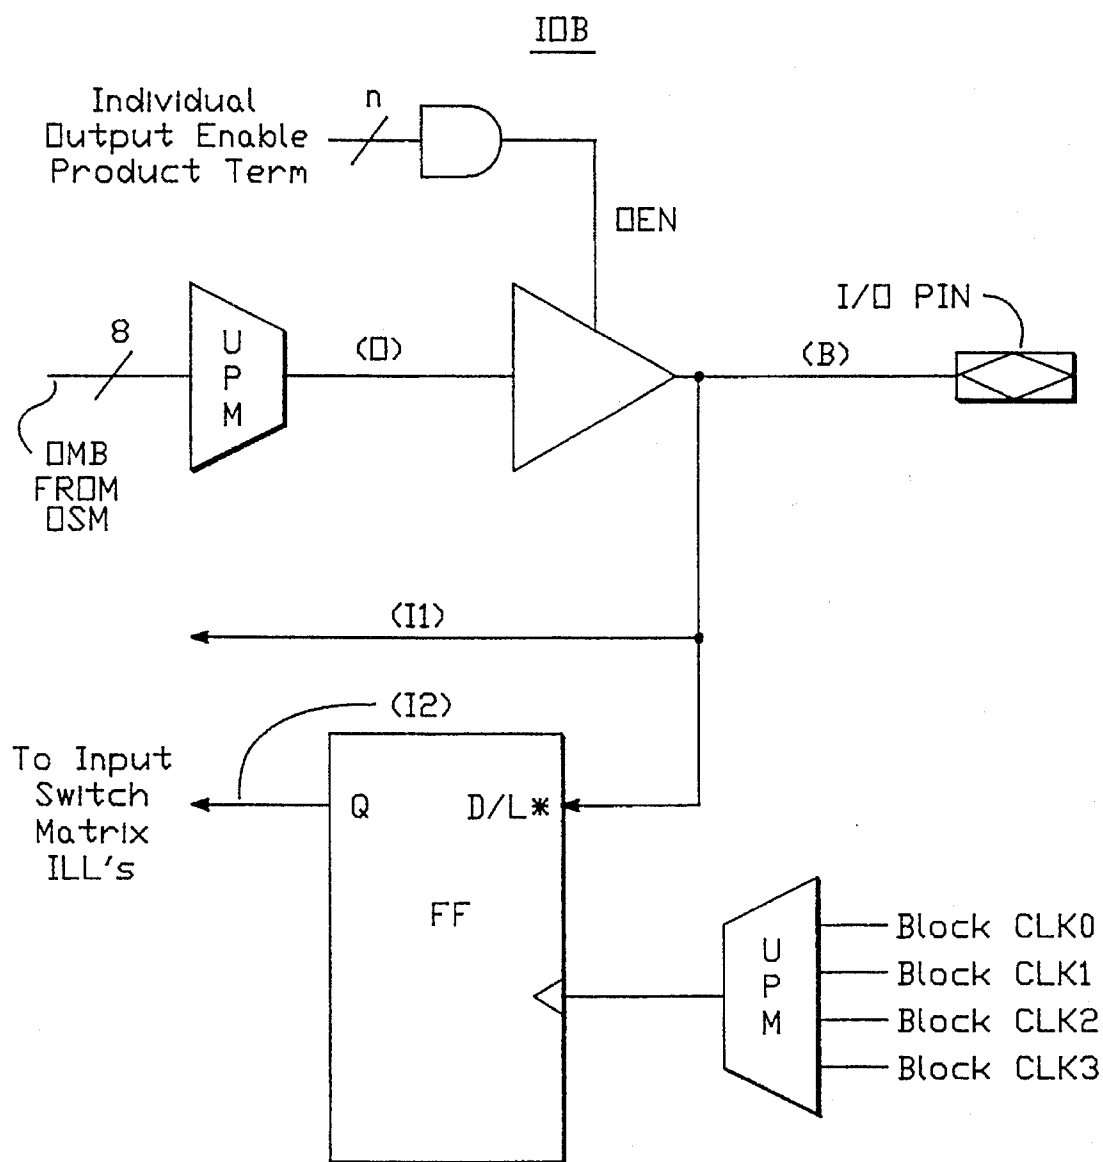 IOB
Individual
Output Enable
Product Term
n
OEN
I/O PIN
8
U
P
M
(O)
(B)
OMB
FROM
OSM
(I1)
(I2)
To Input
Switch
Matrix
ILL's
Q
D/L*
FF
U
P
M
Block CLK0
Block CLK1
Block CLK2
Block CLK3